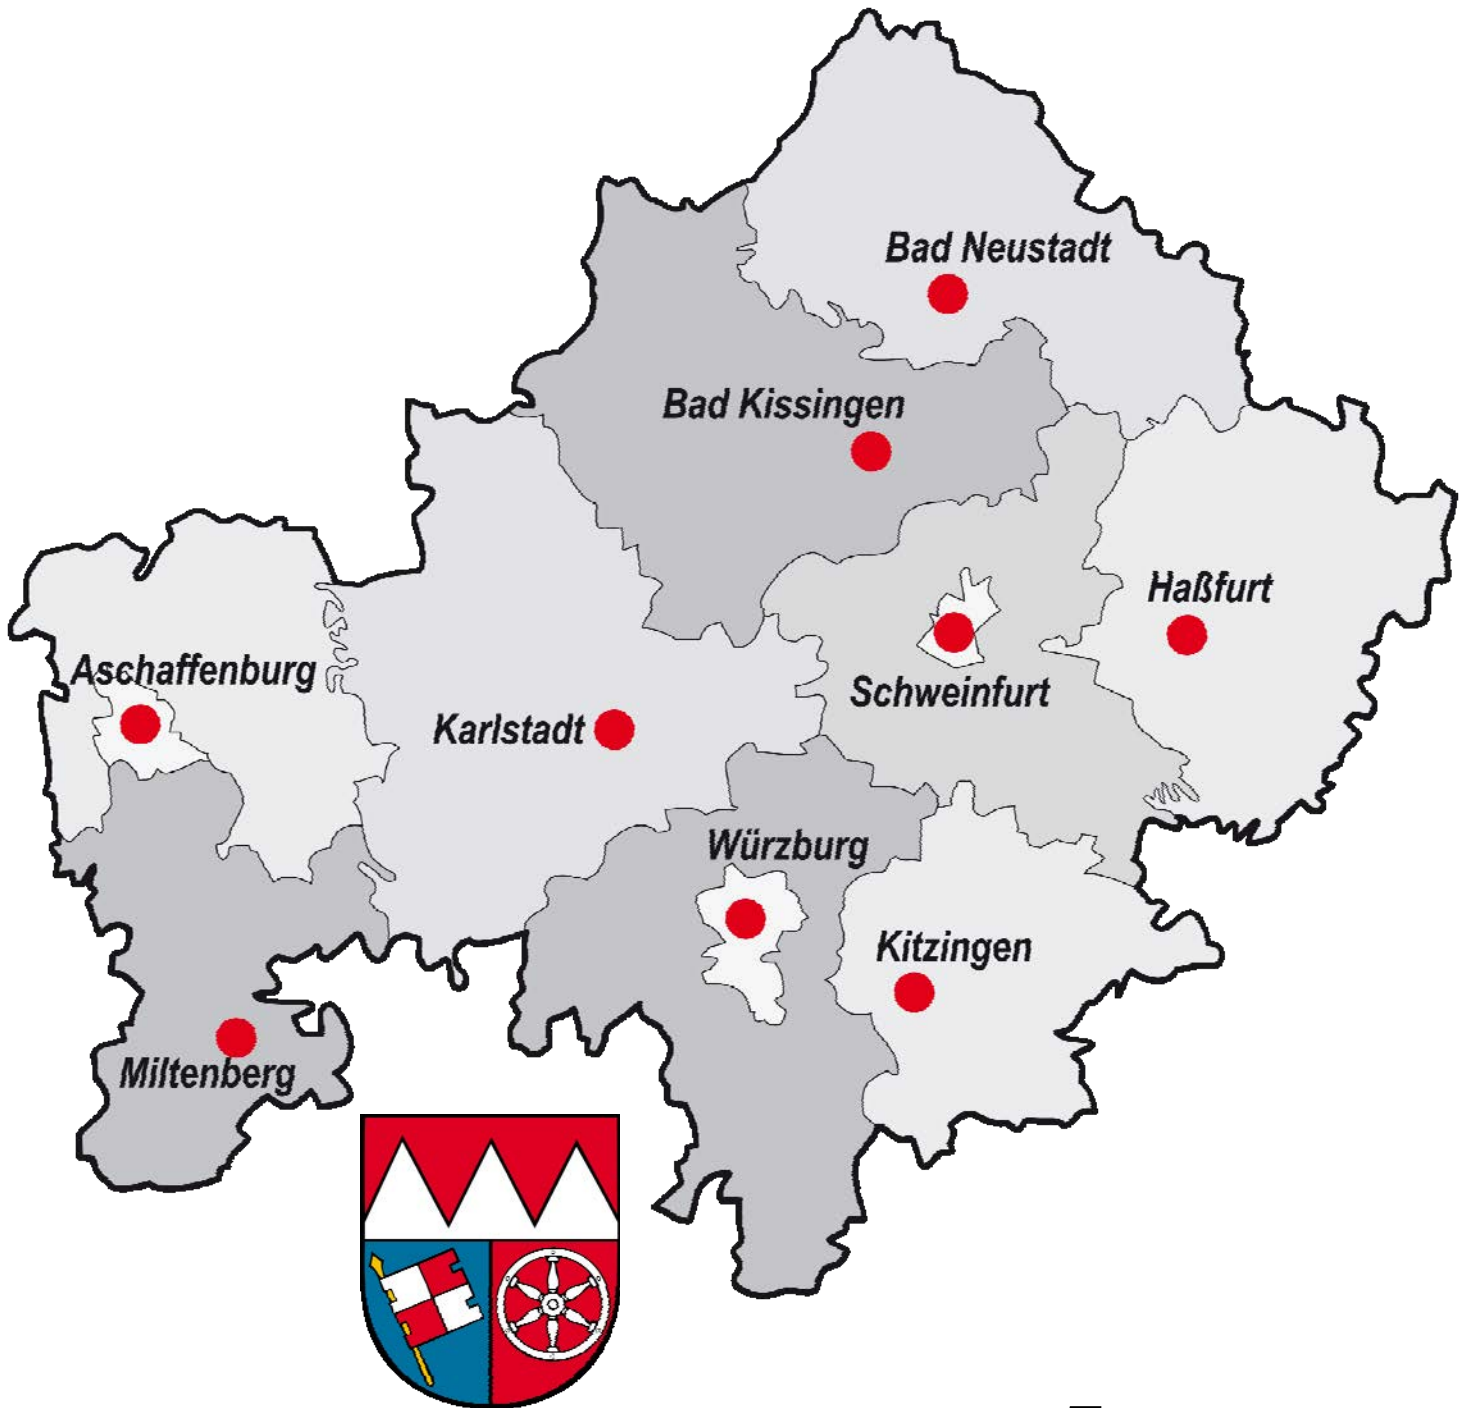 Bad Neustadt
Bad Kissingen
Haßfurt
Aschaffenburg
Schweinfurt
Karlstadt
Würzburg
Kitzingen
Miltenberg